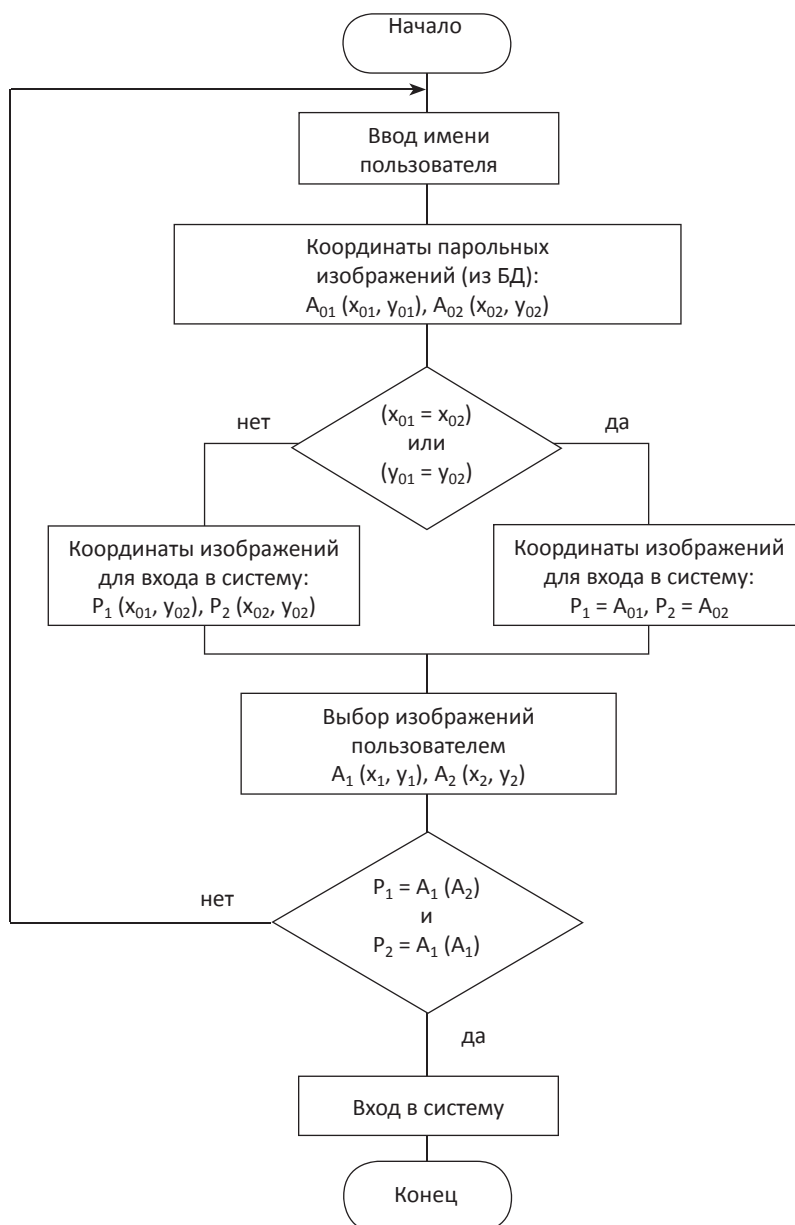 Начало
Ввод имени
пользователя
Координаты парольных
изображений (из БД):
A₀₁ (x₀₁, y₀₁), A₀₂ (x₀₂, y₀₂)
нет
(x₀₁ = x₀₂)
или
(y₀₁ = y₀₂)
да
Координаты изображений
для входа в систему:
P₁ (x₀₁, y₀₂), P₂ (x₀₂, y₀₂)
Координаты изображений
для входа в систему:
P₁ = A₀₁, P₂ = A₀₂
Выбор изображений
пользователем
A₁ (x₁, y₁), A₂ (x₂, y₂)
нет
P₁ = A₁ (A₂)
и
P₂ = A₁ (A₁)
да
Вход в систему
Конец